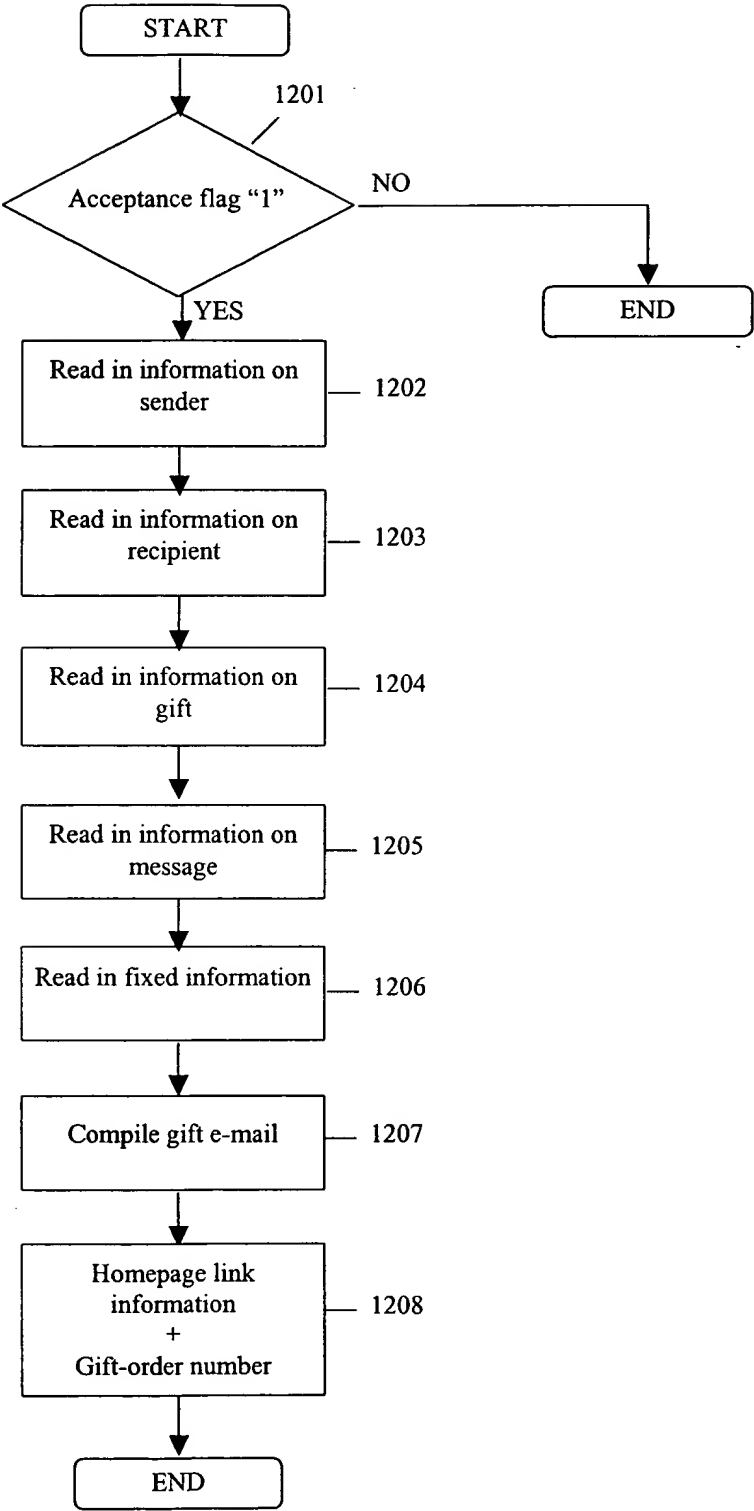 START
1201
Acceptance flag “1”
NO
END
YES
Read in information on
sender
1202
Read in information on
recipient
1203
Read in information on
gift
1204
Read in information on
message
1205
Read in fixed information
1206
Compile gift e-mail
1207
Homepage link
information
+
Gift-order number
1208
END